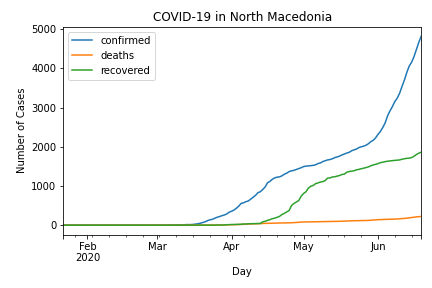 COVID-19 in North Macedonia
confirmed
deaths
recovered
5000
4000
3000
2000
1000
0
Number of Cases
Feb
2020
Mar
Apr
May
Jun
Day